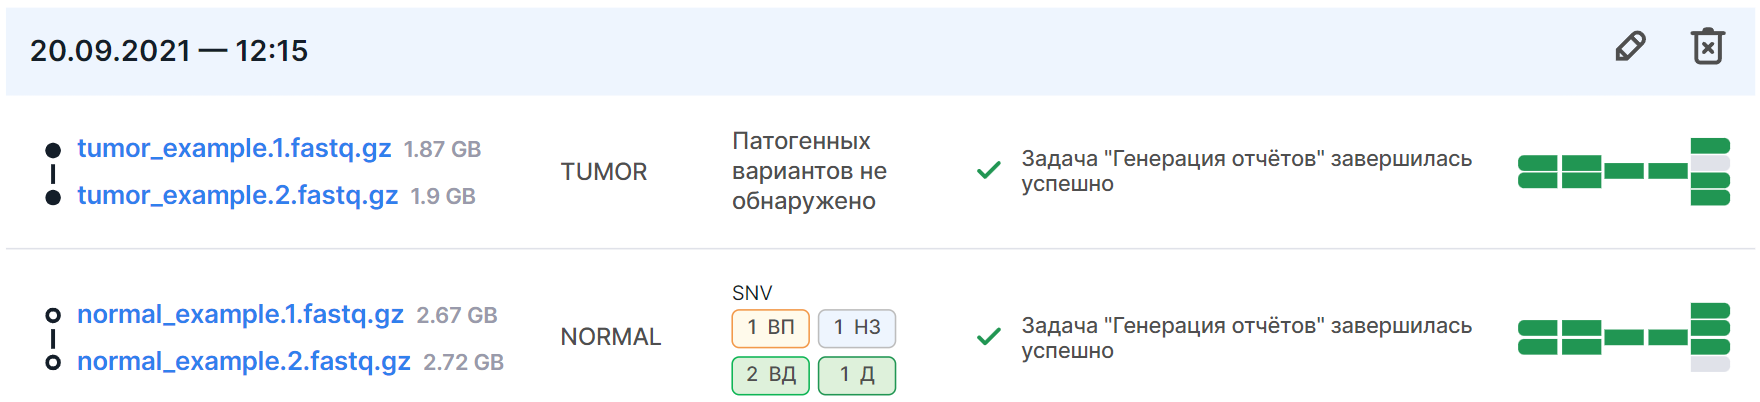 20.09.2021 — 12:15
tumor_example.1.fastq.gz 1.87 GB
tumor_example.2.fastq.gz 1.9 GB
TUMOR
Патогенных
вариантов не
обнаружено
Задача "Генерация отчётов" завершилась
успешно
normal_example.1.fastq.gz 2.67 GB
normal_example.2.fastq.gz 2.72 GB
NORMAL
SNV
1 ВП 1 НЗ
2 ВД 1 Д
Задача "Генерация отчётов" завершилась
успешно